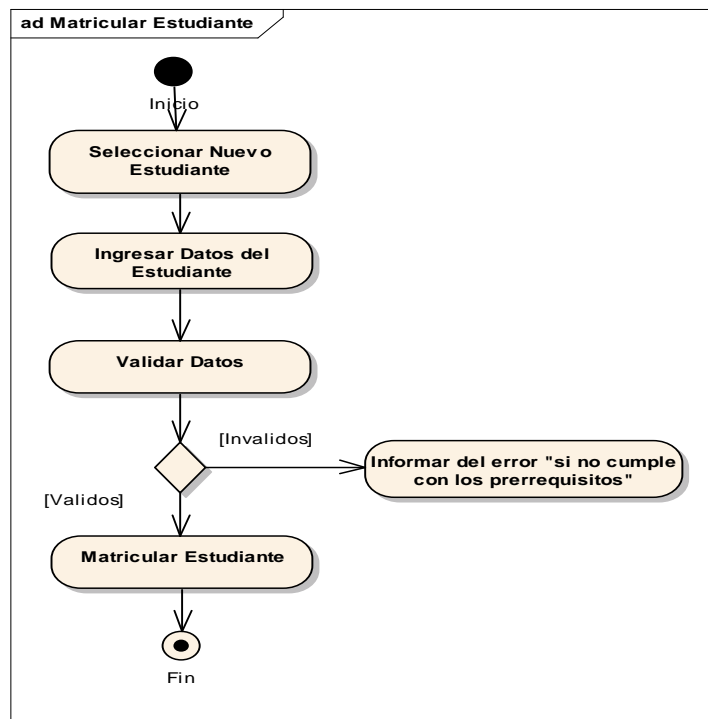 ad Matricular Estudiante
Inicio
Seleccionar Nuevo
Estudiante
Ingresar Datos del
Estudiante
Validar Datos
[Invalidos]
Informar del error "si no cumple
con los prerrequisitos"
[Validos]
Matricular Estudiante
Fin